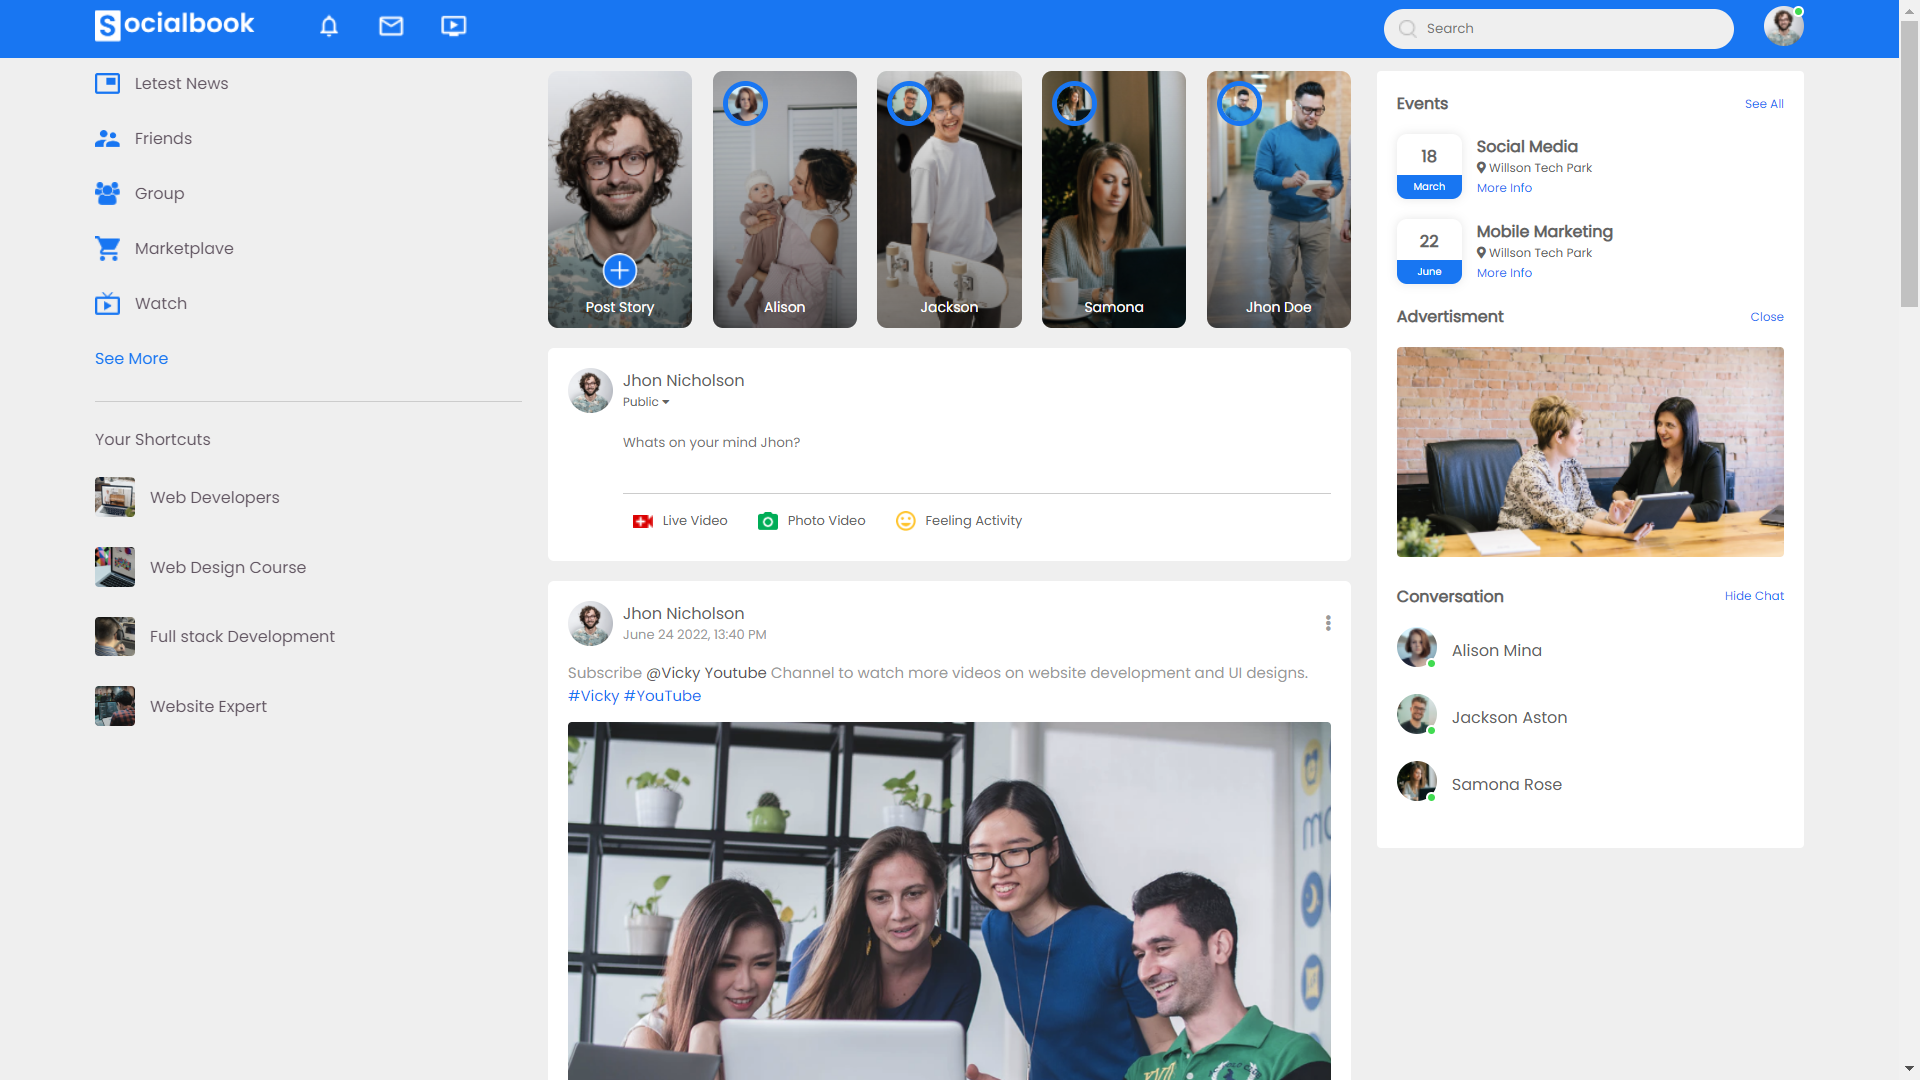 Socialbook
Search
Letest News
Friends
Group
Marketplave
Watch
See More
Your Shortcuts
Web Developers
Web Design Course
Full stack Development
Website Expert
Post Story
Alison
Jackson
Samona
Jhon Doe
Jhon Nicholson
Public
Whats on your mind Jhon?
Live Video
Photo Video
Feeling Activity
Jhon Nicholson
June 24 2022, 13:40 PM
Subscribe @Vicky Youtube Channel to watch more videos on website development and UI designs.
#Vicky #YouTube
Events
See All
18
March
Social Media
Willson Tech Park
More Info
22
June
Mobile Marketing
Willson Tech Park
More Info
Advertisment
Close
Conversation
Hide Chat
Alison Mina
Jackson Aston
Samona Rose